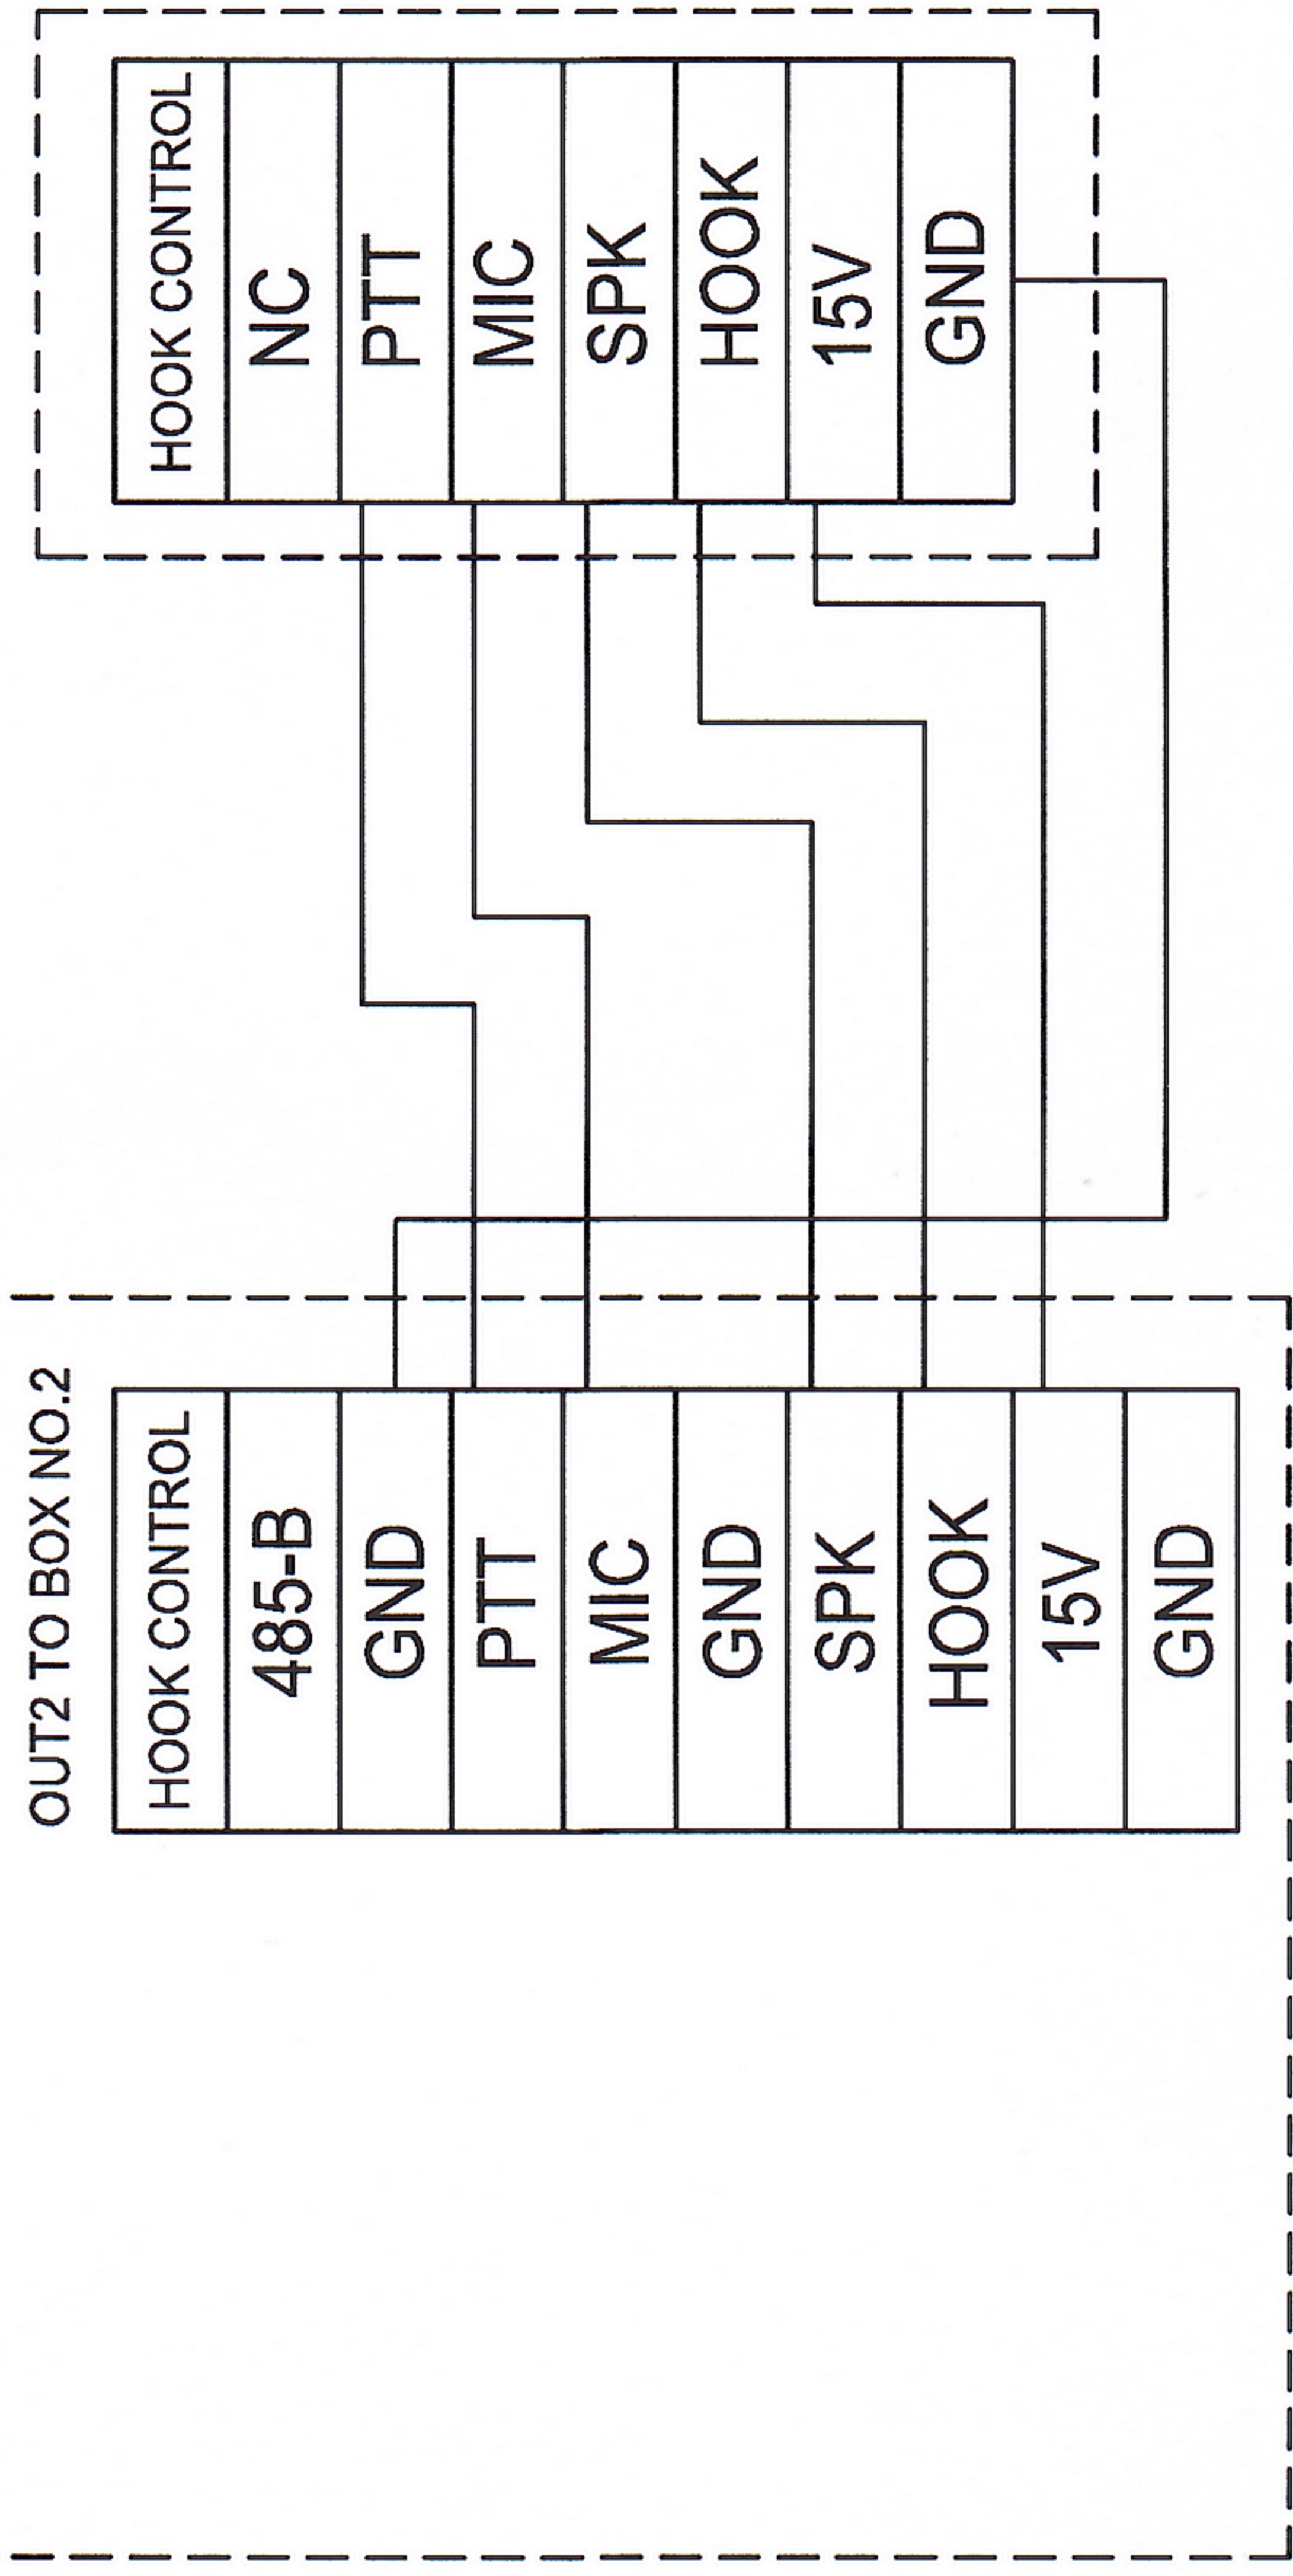 OUT2 TO BOX NO.2
HOOK CONTROL
485-B
GND
PTT
MIC
GND
SPK
HOOK
15V
GND
HOOK CONTROL
NC
PTT
MIC
SPK
HOOK
15V
GND